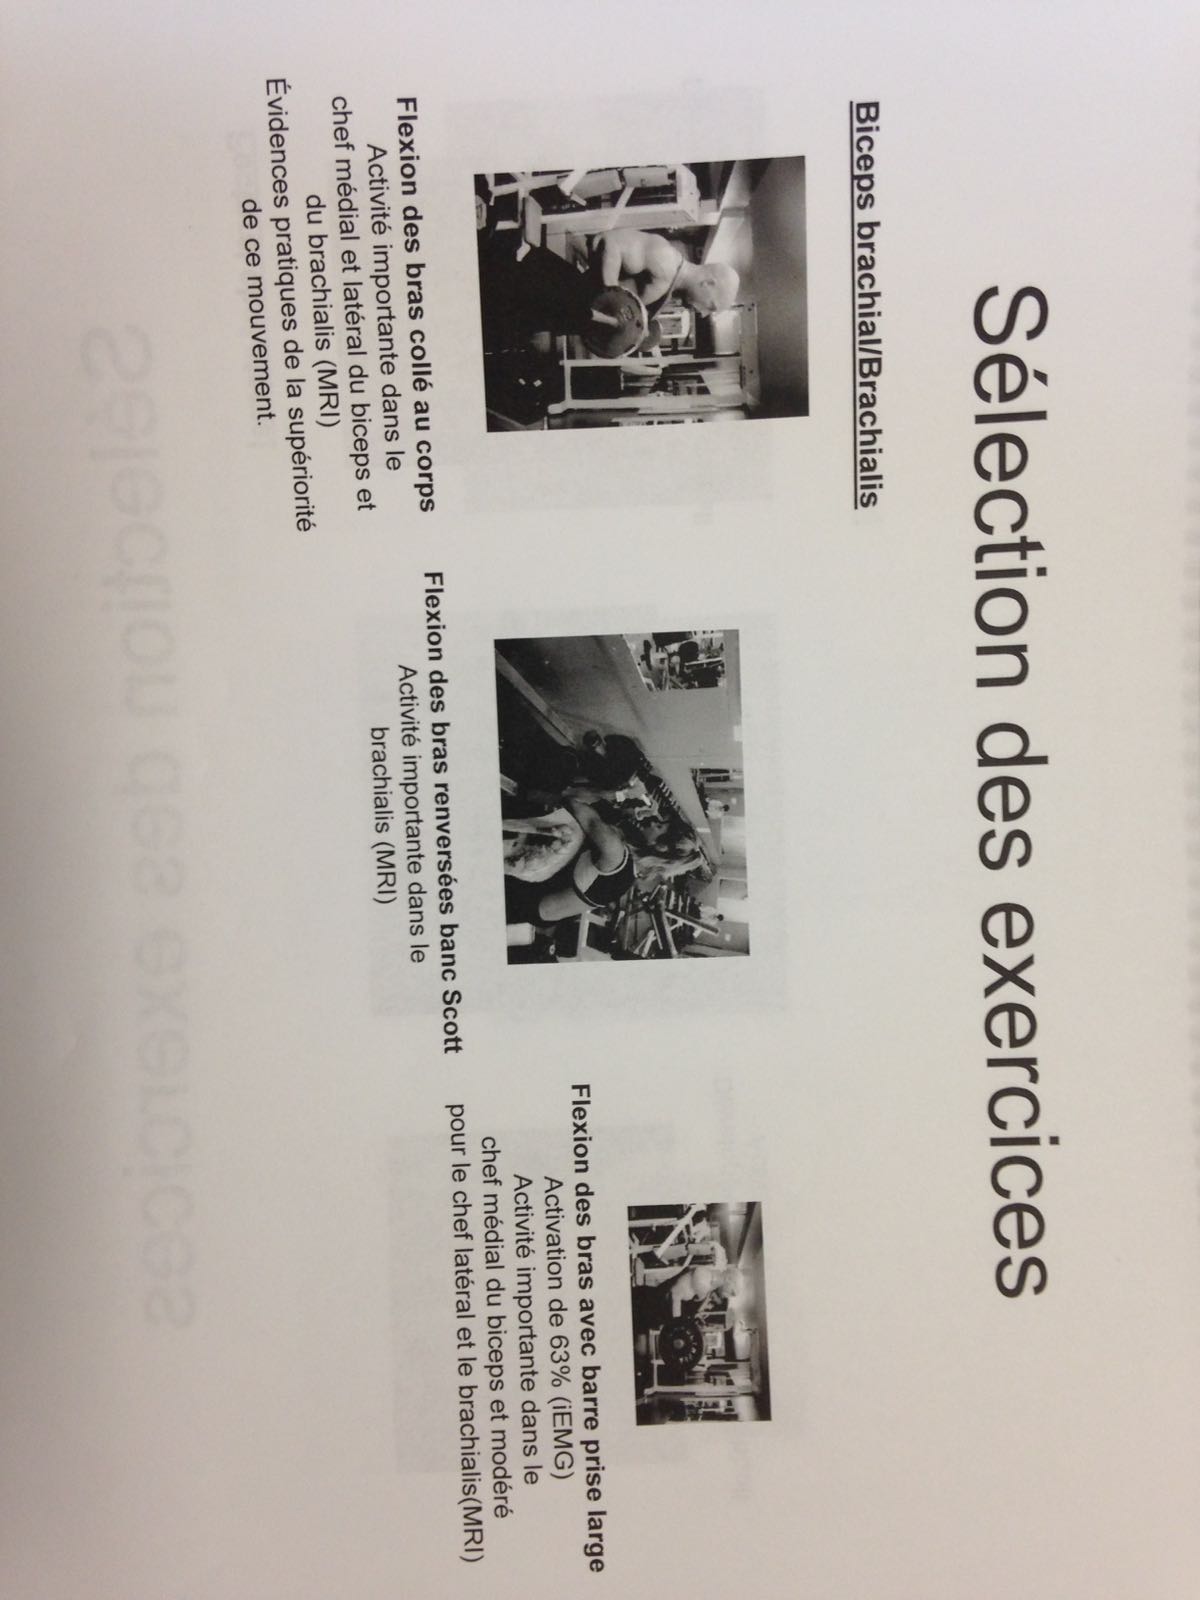 Sélection des exercices
Biceps brachial/Brachialis
Flexion des bras collé au corps
Activité importante dans le
chef médial et latéral du biceps et
du brachialis (MRI)
Évidences pratiques de la supériorité
de ce mouvement.
Flexion des bras renversées banc Scott
Activité importante dans le
brachialis (MRI)
Flexion des bras avec barre prise large
Activation de 63% (iEMG)
Activité importante dans le
chef médial du biceps et modéré
pour le chef latéral et le brachialis(MRI)
Sélection des exercices